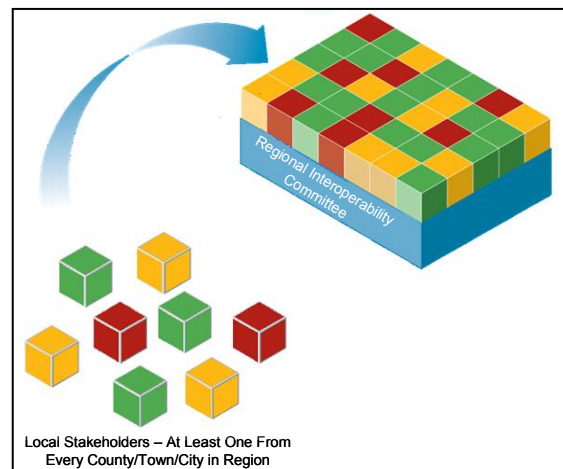 Regional Interoperability
Committee
Local Stakeholders – At Least One From
Every County/Town/City in Region